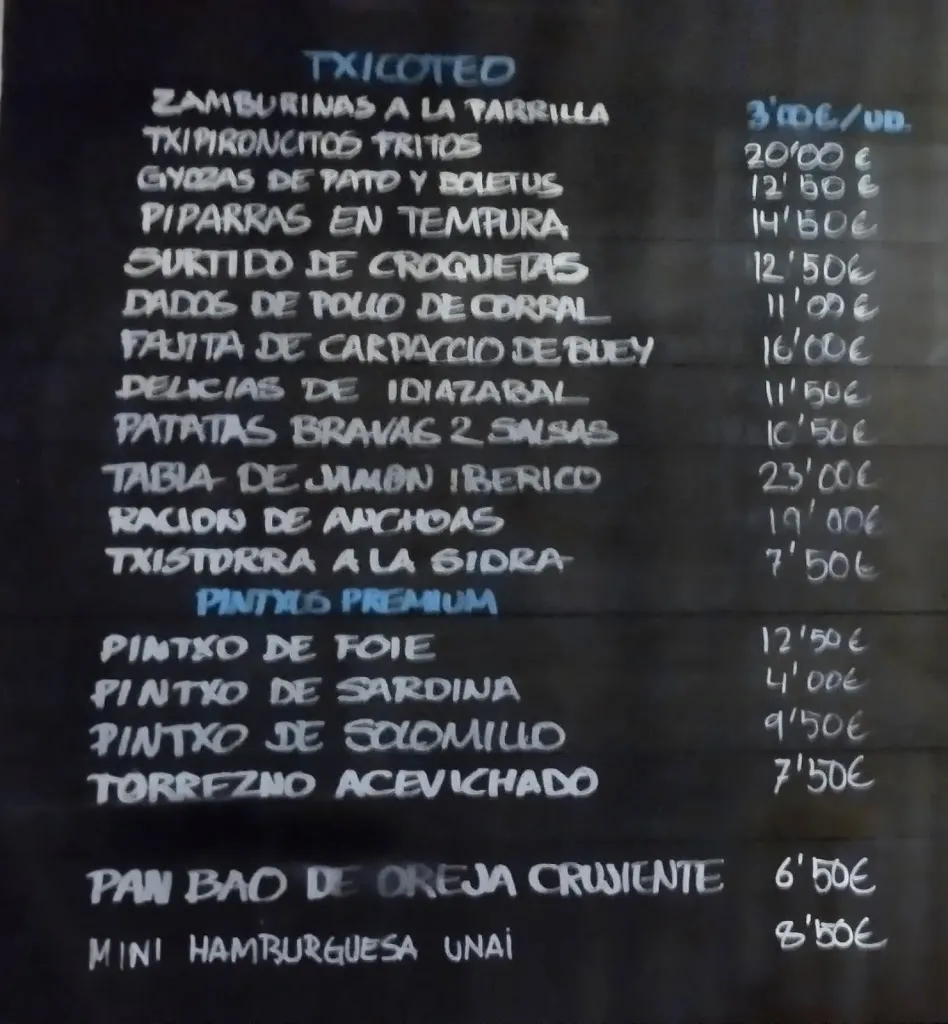 TXICOTEO
ZAMBURINAS A LA PARRILLA 3'00€/UD.
TXIPIRONCITOS FRITOS 20'00 €
GYOZAS DE PATO Y BOLETUS 12'50 €
PIPARRAS EN TEMPURA 14'50€
SURTIDO DE CROQUETAS 12'50€
DADOS DE POLLO DE CORRAL 11'00€
FAJITA DE CARPACCIO DE BUEY 16'00€
DELICIAS DE IDIAZABAL 11'50€
PATATAS BRAVAS 2 SALSAS 10'50€
TABLA DE JAMON IBERICO 23'00€
RACION DE ANCHOAS 19'00€
TXISTORRA A LA SIDRA 7'50€
PINTXOS PREMIUM
PINTXO DE FOIE 12'50€
PINTXO DE SARDINA 4'00€
PINTXO DE SOLOMILLO 9'50€
TORREZNO ACEVICHADO 7'50€
PAN BAO DE OREJA CRUJIENTE 6'50€
MINI HAMBURGUESA UNAI 8'50€